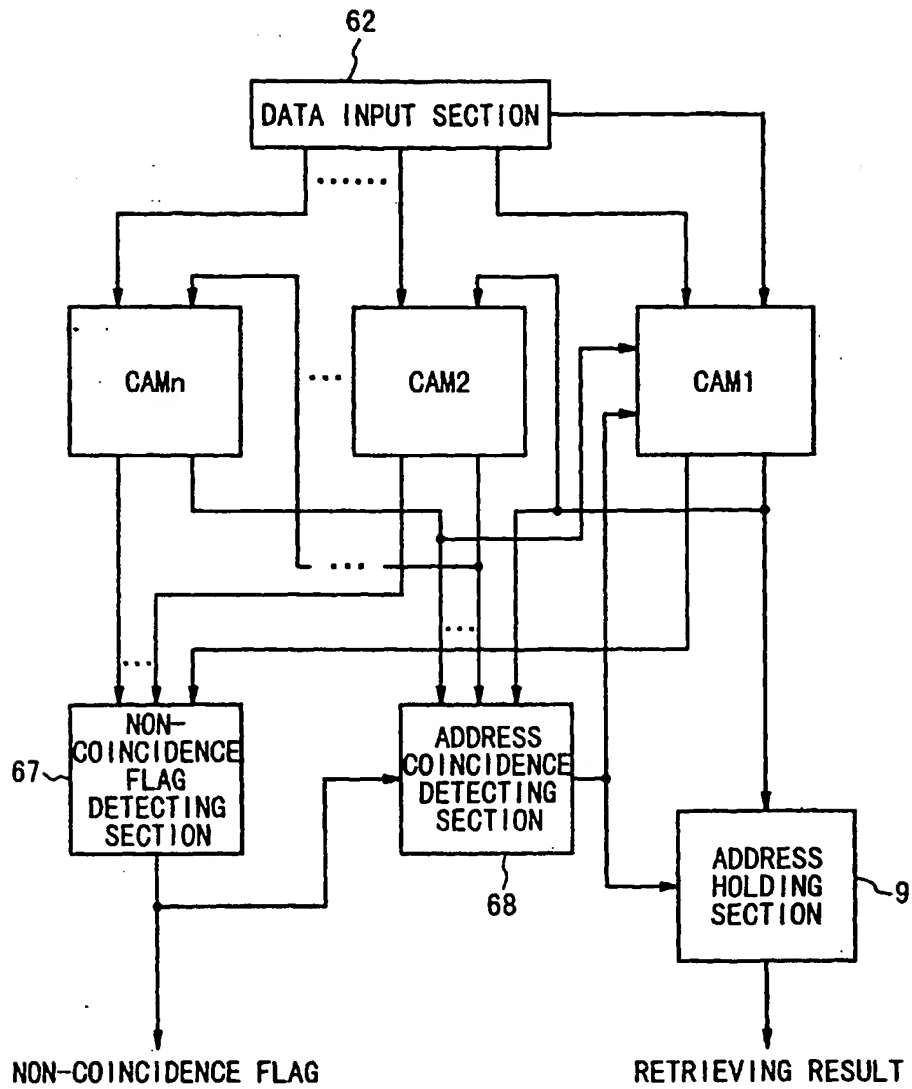 62
DATA INPUT SECTION
CAMn
...
CAM2
CAM1
NON-
COINCIDENCE
FLAG
DETECTING
SECTION
67
ADDRESS
COINCIDENCE
DETECTING
SECTION
68
ADDRESS
HOLDING
SECTION
9
NON-COINCIDENCE FLAG
RETRIEVING RESULT